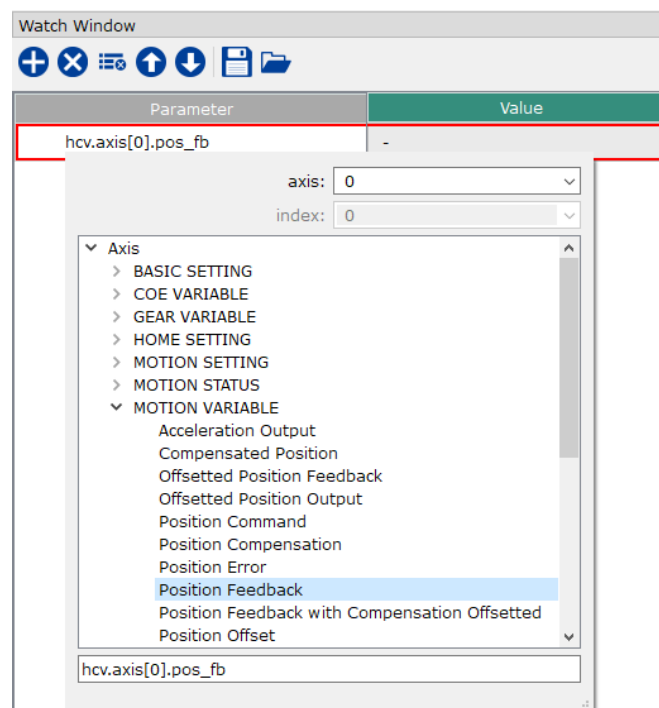 Watch Window
Parameter Value
hcv.axis[0].pos_fb -
axis: 0
index: 0
Axis
BASIC SETTING
COE VARIABLE
GEAR VARIABLE
HOME SETTING
MOTION SETTING
MOTION STATUS
MOTION VARIABLE
Acceleration Output
Compensated Position
Offsetted Position Feedback
Offsetted Position Output
Position Command
Position Compensation
Position Error
Position Feedback
Position Feedback with Compensation Offsetted
Position Offset
hcv.axis[0].pos_fb